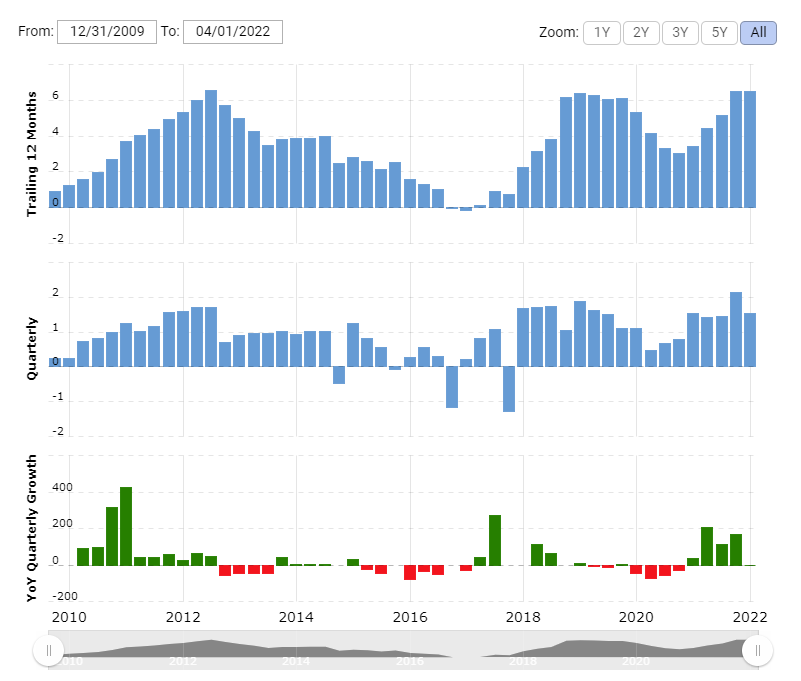 From: 12/31/2009 To: 04/01/2022 Zoom: 1Y 2Y 3Y 5Y All
Trailing 12 Months
6
4
2
0
-2
Quarterly
2
1
0
-1
-2
YoY Quarterly Growth
400
200
0
-200
2010 2012 2014 2016 2018 2020 2022
2010 2012 2014 2016 2018 2020